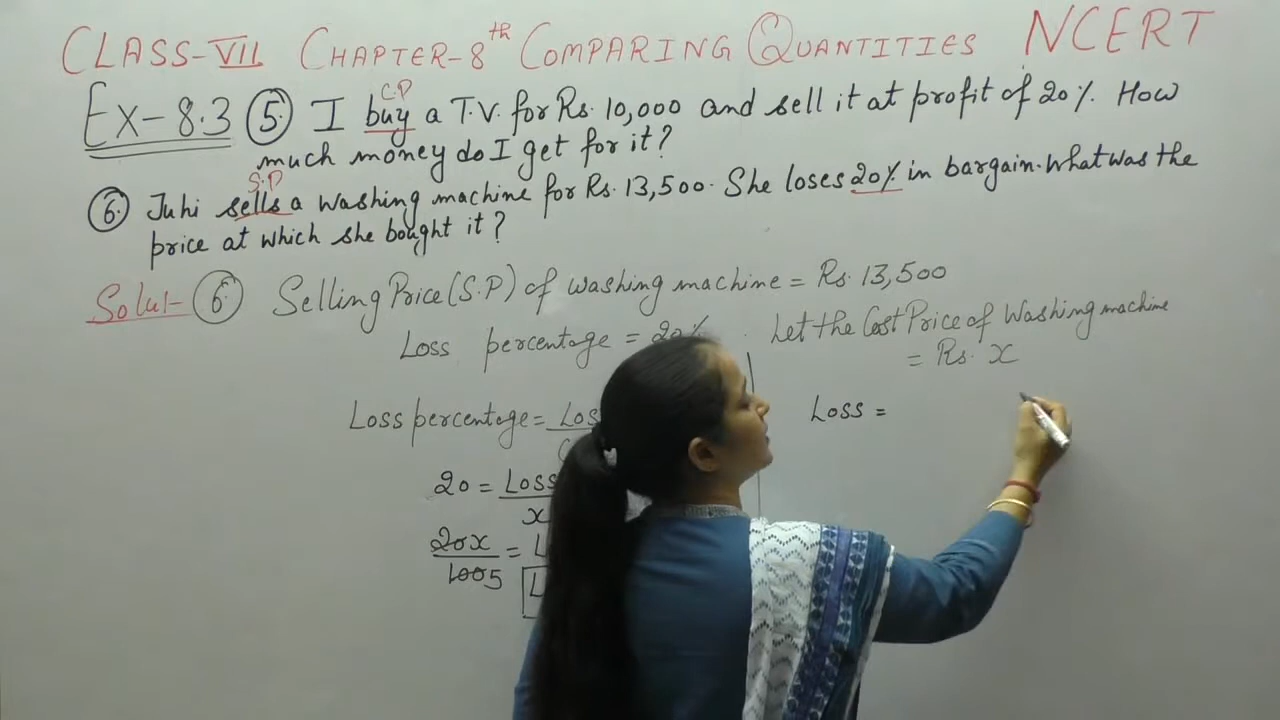 CLASS-VII CHAPTER-8th COMPARING QUANTITIES NCERT
C.P
EX-8.3 (5.) I buy a T.V. for Rs. 10,000 and sell it at profit of 20%. How
much money do I get for it?
S.P
(6.) Juhi sells a washing machine for Rs. 13,500. She loses 20% in bargain. What was the
price at which she bought it?
Solut- (6.) Selling Price (S.P) of washing machine = Rs. 13,500
Loss percentage = 20%. Let the Cost Price of Washing machine
= Rs. x
Loss percentage =
Loss =
20 = Loss
x
20x
=
100 5